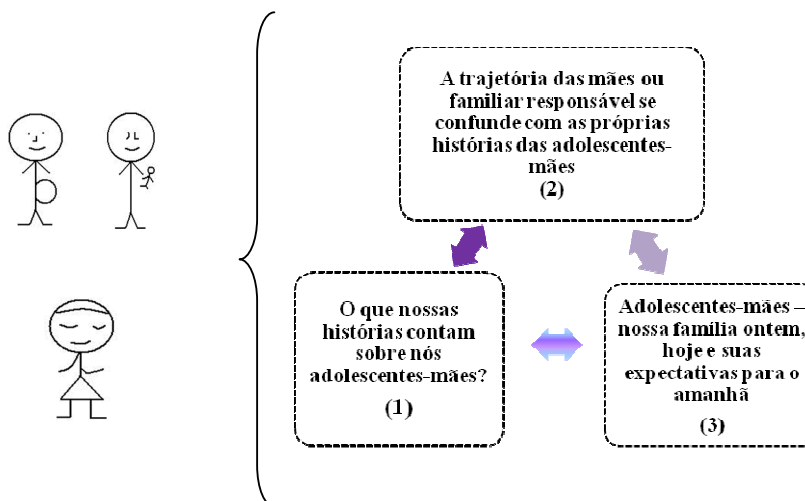 A trajetória das mães ou
familiar responsável se
confunde com as próprias
histórias das adolescentes-
mães
(2)
O que nossas
histórias contam
sobre nós
adolescentes-mães?
(1)
Adolescentes-mães –
nossa família ontem,
hoje e suas
expectativas para o
amanhã
(3)